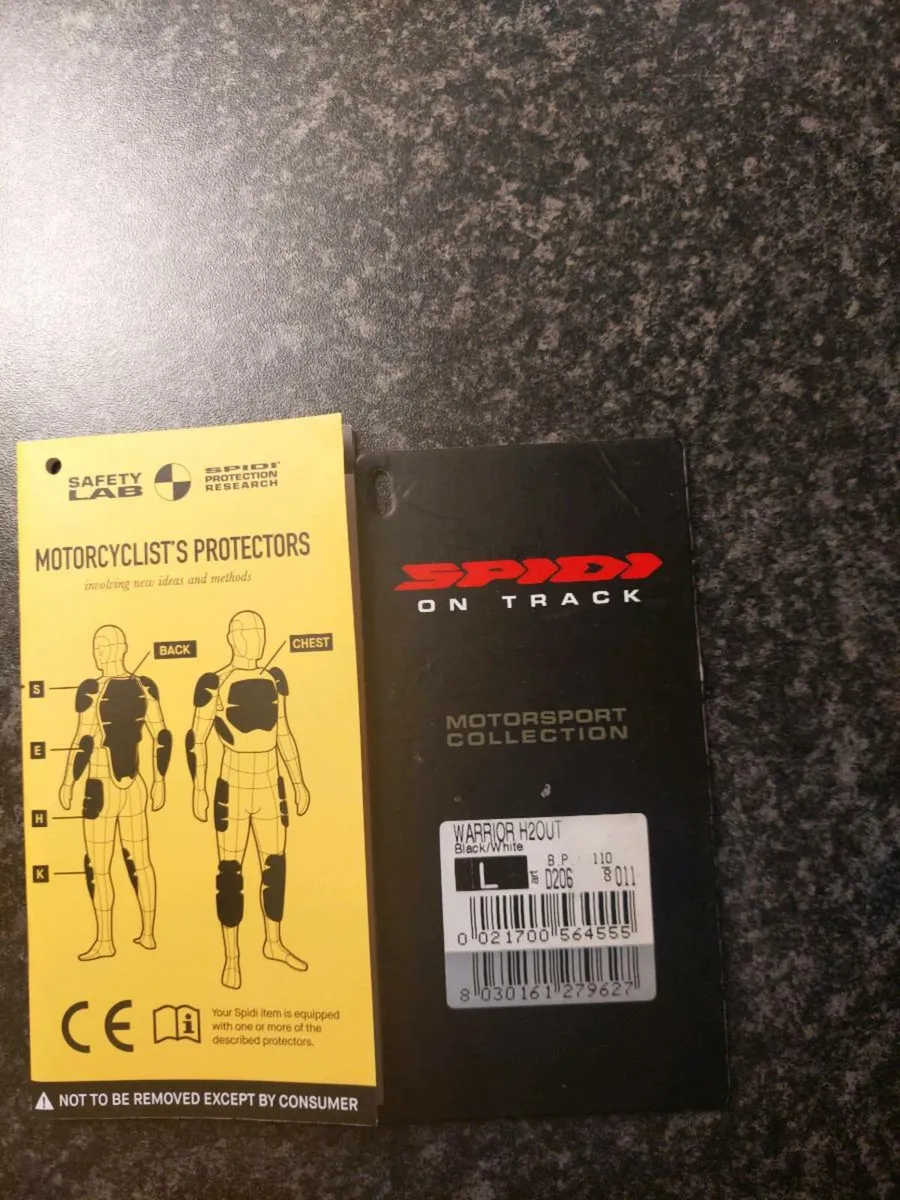 SAFETY LAB
SPIDI
PROTECTION
RESEARCH
MOTORCYCLIST'S PROTECTORS
involving new ideas and methods
BACK
CHEST
S
E
H
K
CE
i
Your Spidi item is equipped
with one or more of the
described protectors.
NOT TO BE REMOVED EXCEPT BY CONSUMER
SPIDI
ON TRACK
MOTORSPORT
COLLECTION
WARRIOR H2OUT
Black/White
L
B.P. 110
art D206 col 011
0 021700 564555
8 030161 279627